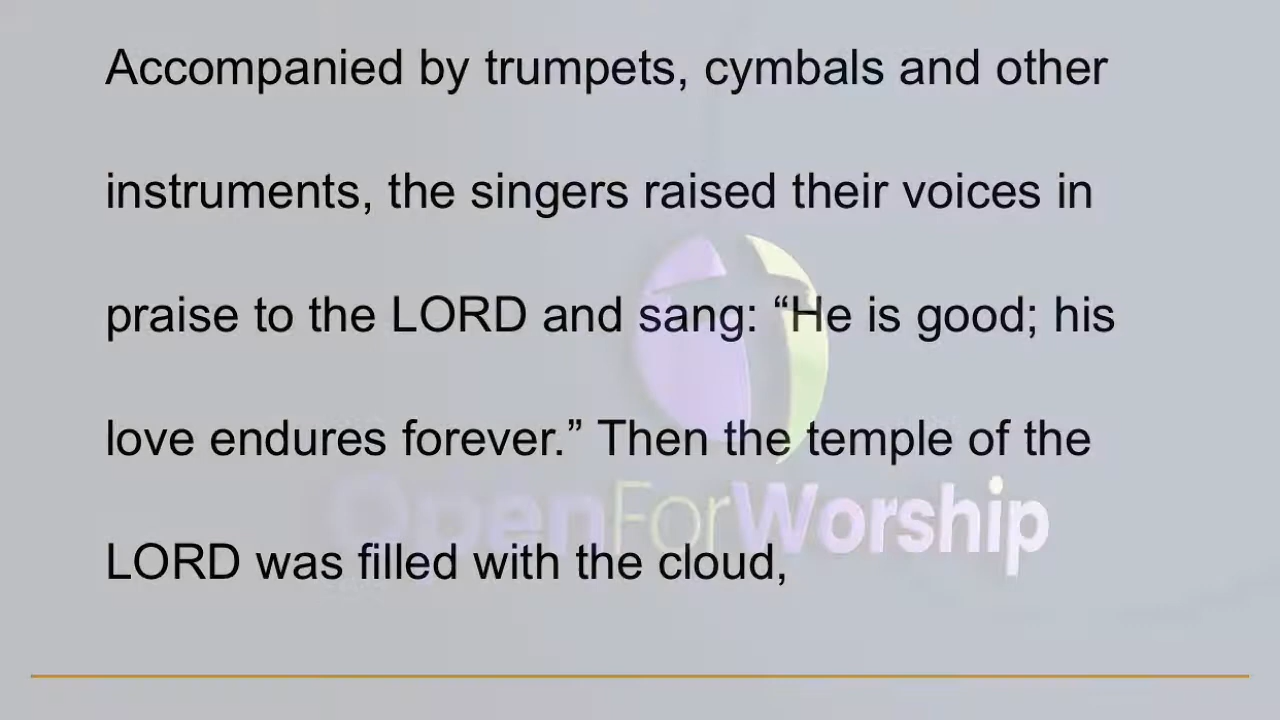 Accompanied by trumpets, cymbals and other
instruments, the singers raised their voices in
praise to the LORD and sang: “He is good; his
love endures forever.” Then the temple of the
OpenForWorship
LORD was filled with the cloud,